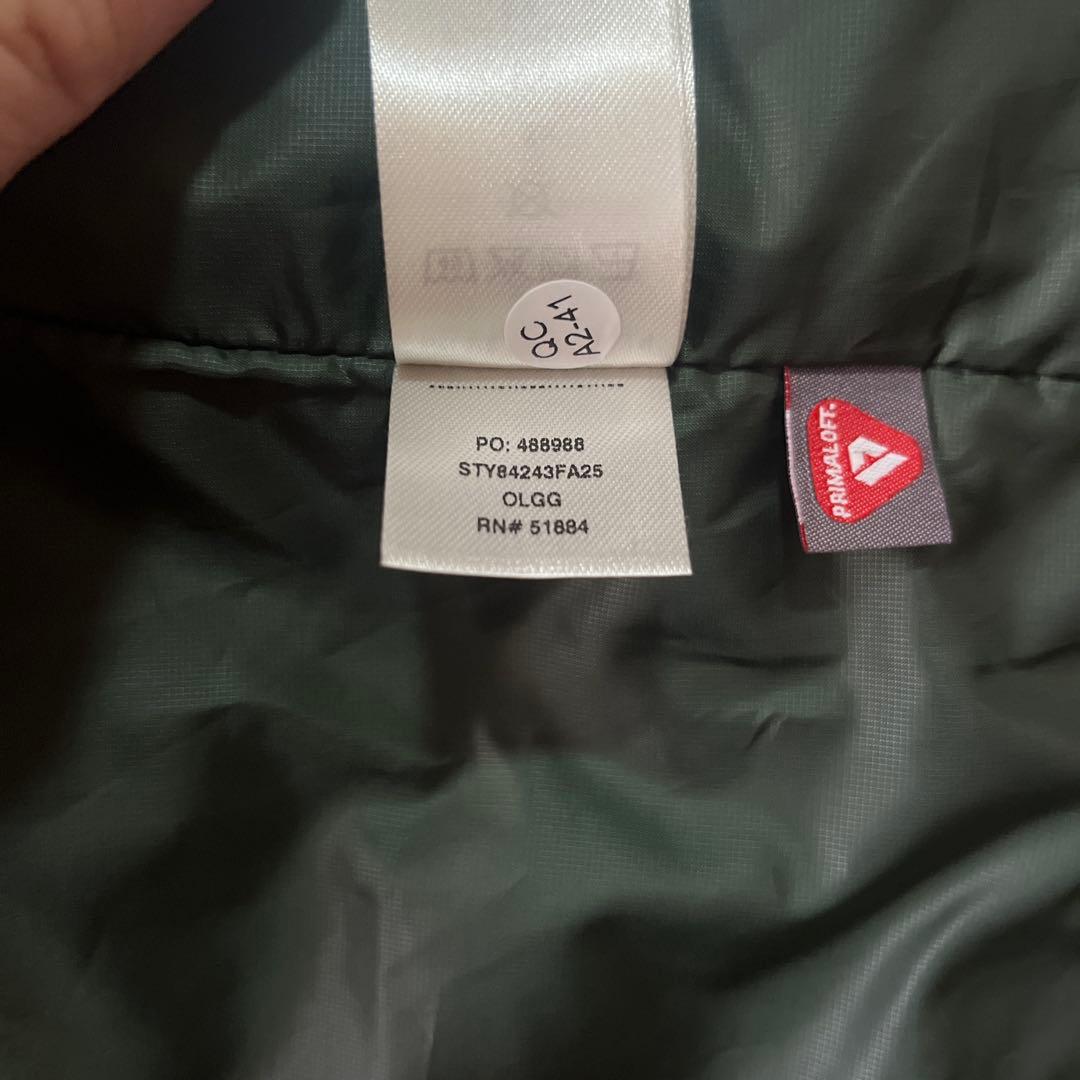 QC
A2-41
PO: 488988
STY84243FA25
OLGG
RN# 51884
PRIMALOFT®